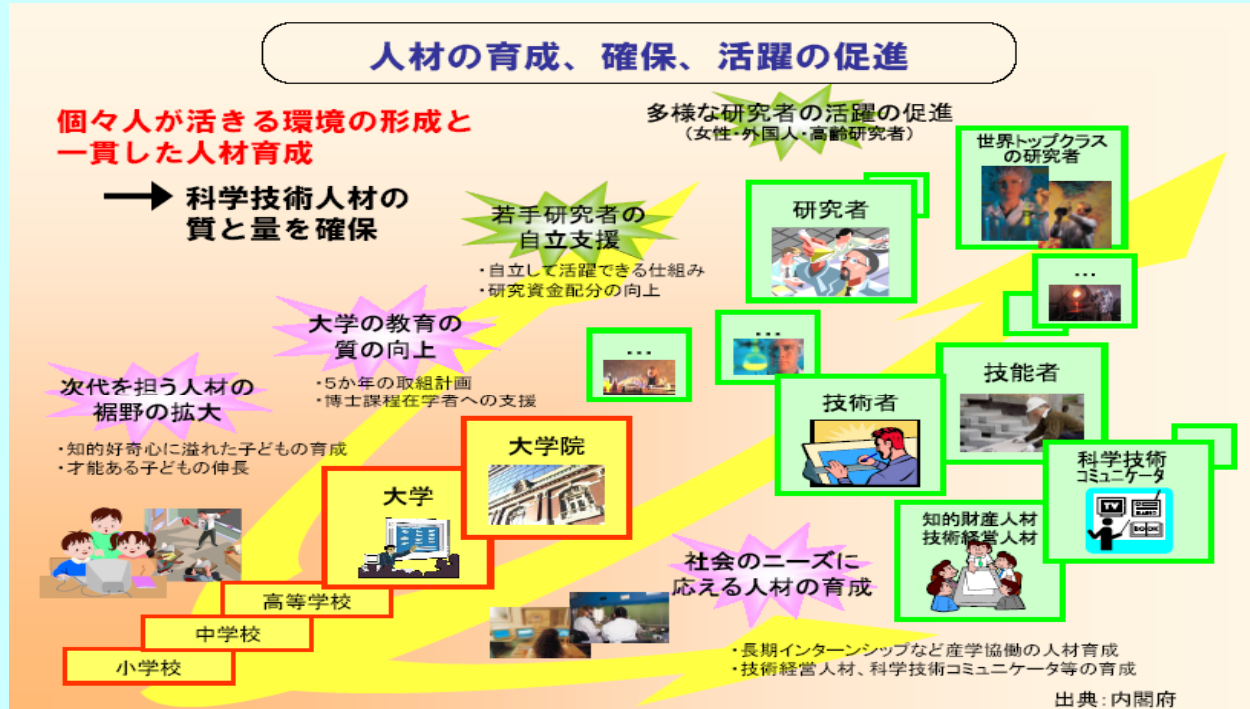 人材の育成、確保、活躍の促進
個々人が活きる環境の形成と
一貫した人材育成
科学技術人材の
質と量を確保
多様な研究者の活躍の促進
（女性・外国人・高齢研究者）
世界トップクラス
の研究者
研究者
若手研究者の
自立支援
・自立して活躍できる仕組み
・研究資金配分の向上
…
大学の教育の
質の向上
・5か年の取組計画
・博士課程在学者への支援
…
…
技能者
技術者
次代を担う人材の
裾野の拡大
・知的好奇心に溢れた子どもの育成
・才能ある子どもの伸長
大学院
大学
高等学校
中学校
小学校
科学技術
コミュニケータ
TV
RADIO
BOOK
知的財産人材
技術経営人材
社会のニーズに
応える人材の育成
・長期インターンシップなど産学協働の人材育成
・技術経営人材、科学技術コミュニケータ等の育成
出典：内閣府